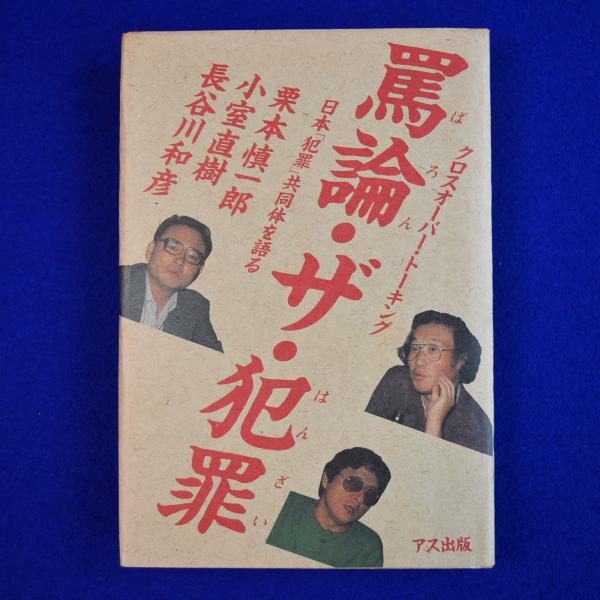 クロスオーバー・トーキング
罵論・ザ・犯罪
ばろん
はんざい
日本「犯罪」共同体を語る
栗本慎一郎
小室直樹
長谷川和彦
アス出版